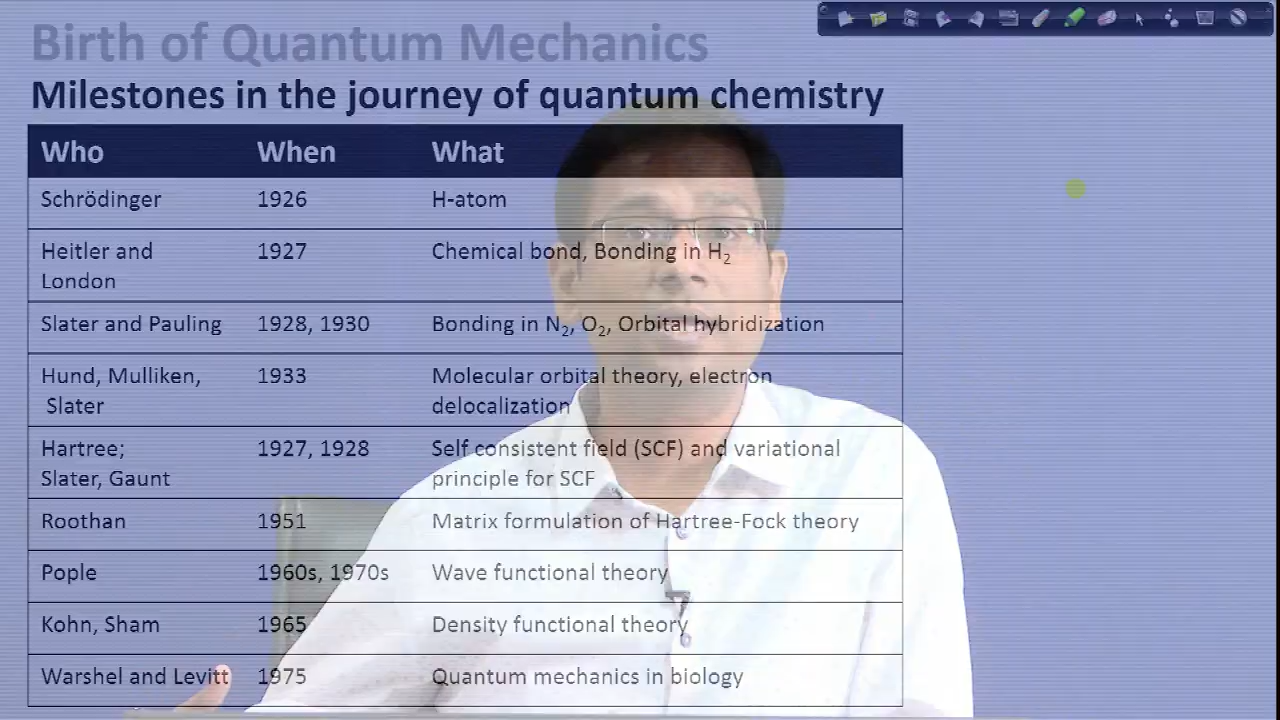 Birth of Quantum Mechanics
Milestones in the journey of quantum chemistry
Who When What
Schrödinger 1926 H-atom
Heitler and London 1927 Chemical bond, Bonding in H₂
Slater and Pauling 1928, 1930 Bonding in N₂, O₂, Orbital hybridization
Hund, Mulliken, Slater 1933 Molecular orbital theory, electron delocalization
Hartree; Slater, Gaunt 1927, 1928 Self consistent field (SCF) and variational principle for SCF
Roothan 1951 Matrix formulation of Hartree-Fock theory
Pople 1960s, 1970s Wave functional theory
Kohn, Sham 1965 Density functional theory
Warshel and Levitt 1975 Quantum mechanics in biology